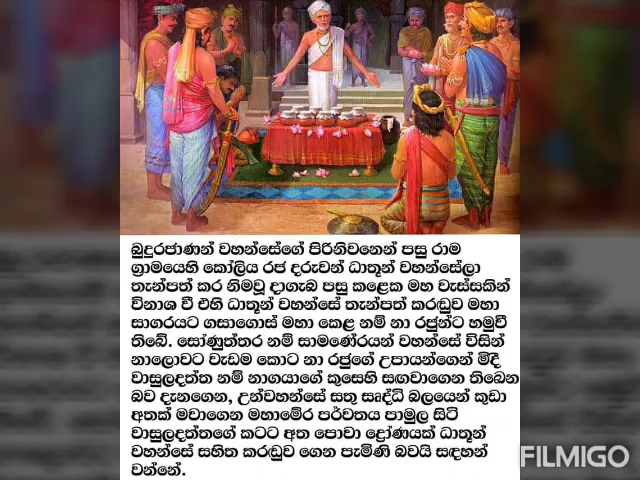 බුදුරජාණන් වහන්සේගේ පිරිනිවනෙන් පසු රාම
ග්‍රාමයෙහි කෝලිය රජ දරුවන් ධාතූන් වහන්සේලා
තැන්පත් කර නිමවූ දාගැබ පසු කළෙක මහ වැස්සකින්
විනාශ වී එහි ධාතූන් වහන්සේ තැන්පත් කරඬුව මහා
සාගරයට ගසාගොස් මහා කෙළ නම් නා රජුන්ට හමුවී
තිබේ. සෝණුත්තර නම් සාමණේරයන් වහන්සේ විසින්
නාලොවට වැඩම කොට නා රජුගේ උපායන්ගෙන් මිදී
වාසුලදත්ත නම් නාගයාගේ කුසෙහි සඟවාගෙන තිබෙන
බව දැනගෙන, උන්වහන්සේ සතු සෘද්ධි බලයෙන් කුඩා
අතක් මවාගෙන මහාමේර පර්වතය පාමුල සිටි
වාසුලදත්තගේ කටට අත පොවා ද්‍රෝණයක් ධාතූන්
වහන්සේ සහිත කරඬුව ගෙන පැමිණි බවයි සඳහන්
වන්නේ.
FILMIGO